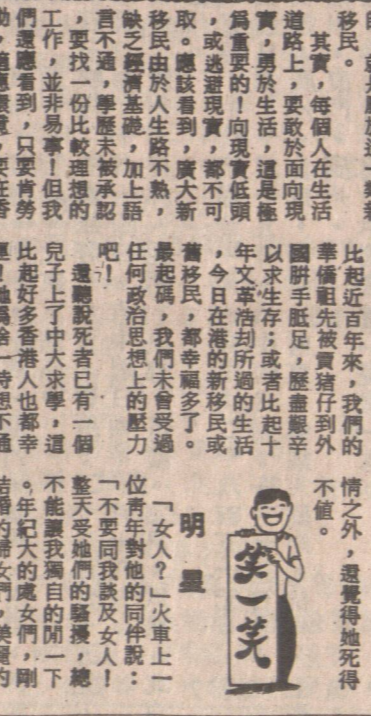 移民。
其實,每個人在生活
道路上,要敢於面向現
實,勇於生活,這是極
爲重要的!向現實低頭
,或逃避現實,都不可
取。應該看到,廣大新
移民由於人生路不熟,
缺乏經濟基礎,加上語
言不通,學歷未被承認
,要找一份比較理想的
工作,並非易事!但我
們還應看到,只要肯勞
比起近百年來,我們的
華僑祖先被賣猪仔到外
國胼手胝足,歷盡艱辛
以求生存;或者比起十
年文革浩刧所過的生活
,今日在港的新移民或
舊移民,都幸福多了。
最起碼,我們未曾受過
任何政治思想上的壓力
吧!
還聽說死者已有一個
兒子上了中大求學,這
比起好多香港人也都幸
情之外,還覺得她死得
不值。
笑一笑
明星
「女人?」火車上一
位靑年對他的同伴說:
「不要同我談及女人!
整天受她們的騷擾,總
不能讓我獨自的閒一下
。年紀大的處女們,剛